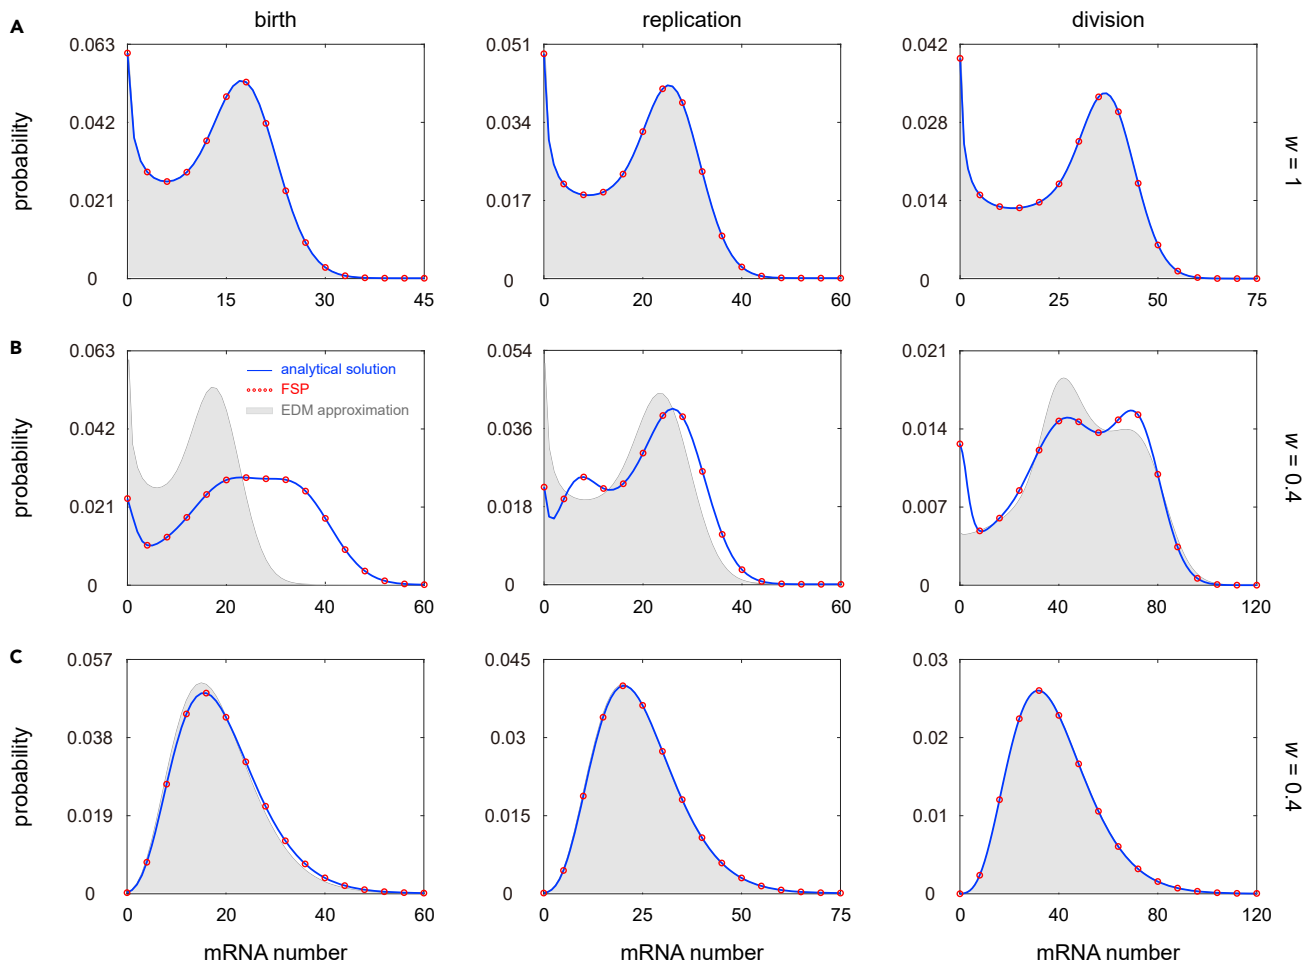 birth replication division
A
0.063 0.051 0.042
0.042 0.034 0.028
0.021 0.017 0.014
0 0 0
probability
w = 1
0 15 30 45 0 20 40 60 0 25 50 75
B
0.063 0.054 0.021
analytical solution
FSP
EDM approximation
0.042 0.036 0.014
0.021 0.018 0.007
0 0 0
w = 0.4
0 20 40 60 0 20 40 60 0 40 80 120
C
0.057 0.045 0.03
0.038 0.03 0.02
0.019 0.015 0.01
0 0 0
probability
w = 0.4
0 20 40 60 0 25 50 75 0 40 80 120
mRNA number mRNA number mRNA number